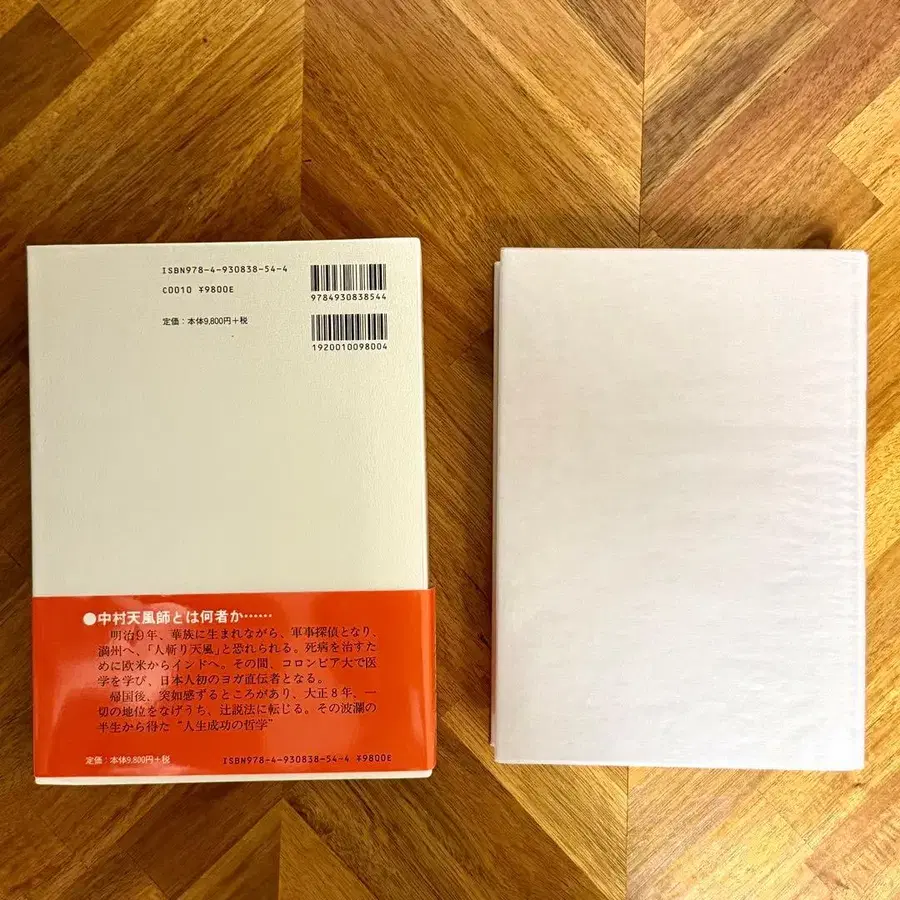 ISBN978-4-930838-54-4
C0010 ¥9800E
定価：本体9,800円＋税
9784930838544
1920010098004
●中村天風師とは何者か……
明治9年、華族に生まれながら、軍事探偵となり、
満州へ、「人斬り天風」と恐れられる。死病を治すた
めに欧米からインドへ。その間、コロンビア大で医
学を学び、日本人初のヨガ直伝者となる。
帰国後、突如感ずるところがあり、大正8年、一
切の地位をなげうち、辻説法に転じる。その波瀾の
半生から得た“人生成功の哲学”
定価：本体9,800円＋税
ISBN978-4-930838-54-4 ¥9800E